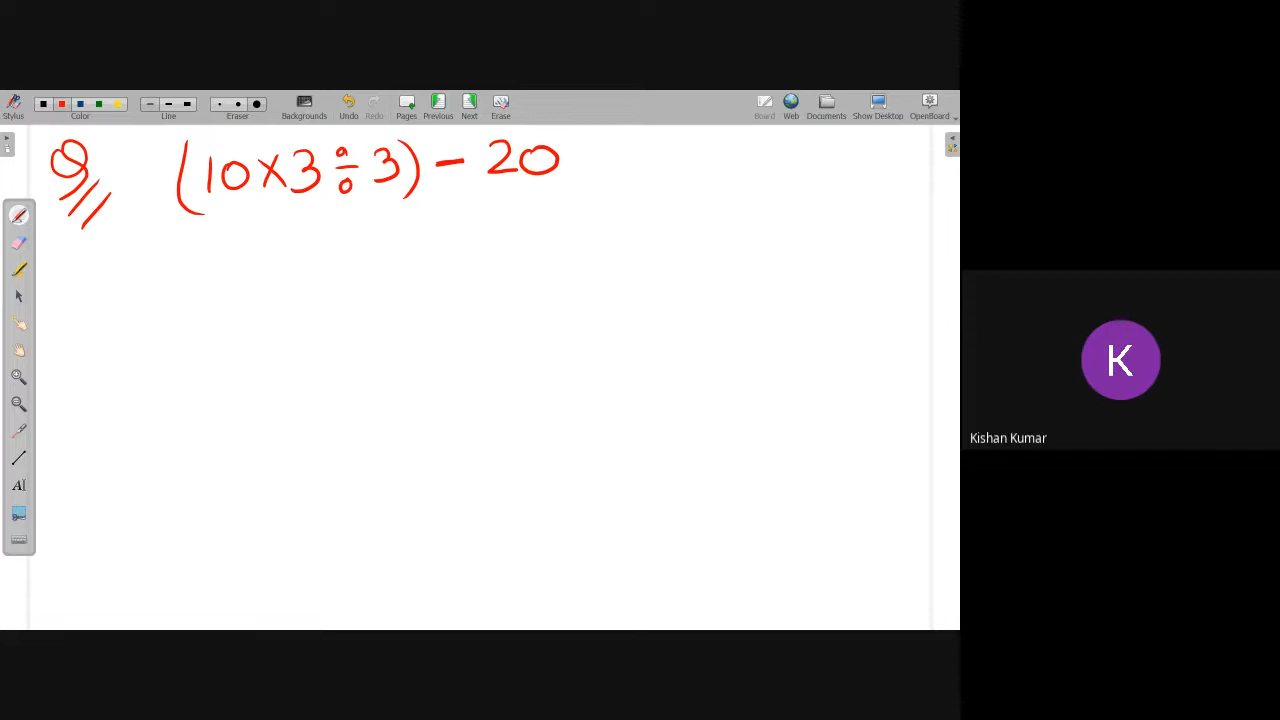 Stylus
Color
Line
Eraser
Backgrounds
Undo
Redo
Pages
Previous
Next
Erase
Board
Web
Documents
Show Desktop
OpenBoard
Q (10×3÷3) - 20
A
K
Kishan Kumar